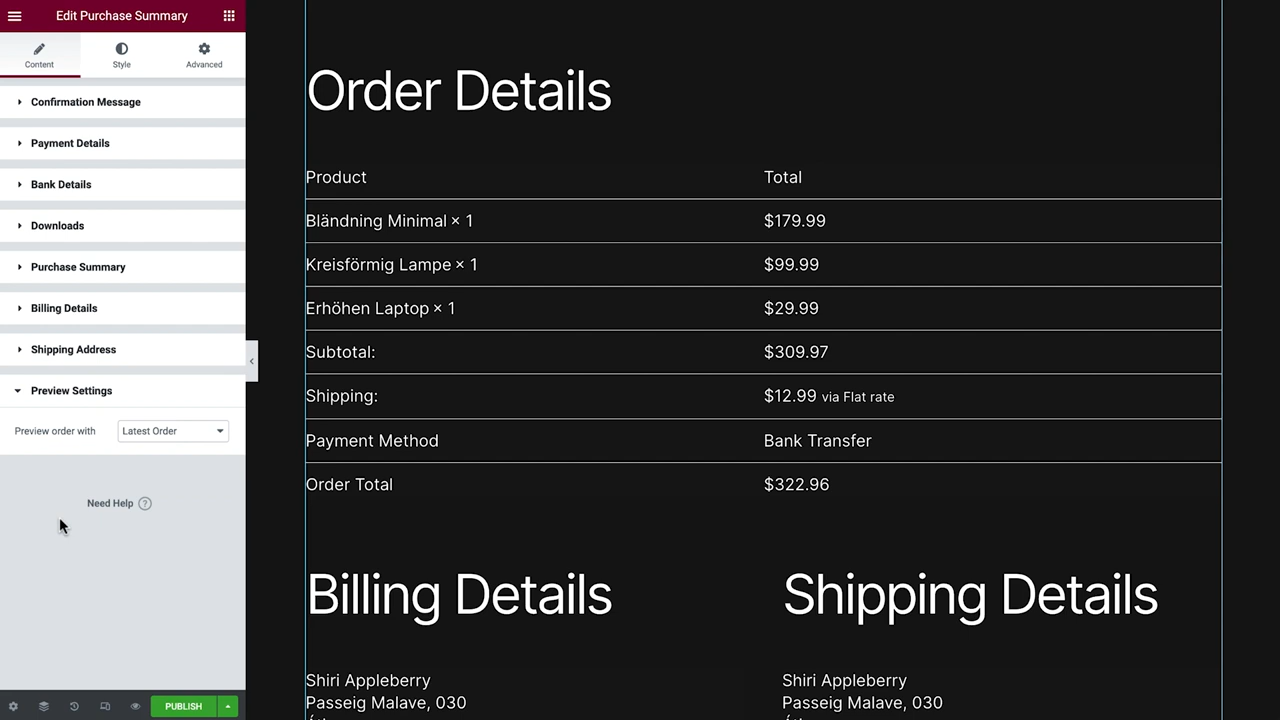 Edit Purchase Summary
Content
Style
Advanced
Confirmation Message
Payment Details
Bank Details
Downloads
Purchase Summary
Billing Details
Shipping Address
Preview Settings
Preview order with Latest Order
Need Help ?
PUBLISH
Order Details
Product Total
Bländning Minimal × 1 $179.99
Kreisförmig Lampe × 1 $99.99
Erhöhen Laptop × 1 $29.99
Subtotal: $309.97
Shipping: $12.99 via Flat rate
Payment Method Bank Transfer
Order Total $322.96
Billing Details
Shiri Appleberry
Passeig Malave, 030
Shipping Details
Shiri Appleberry
Passeig Malave, 030